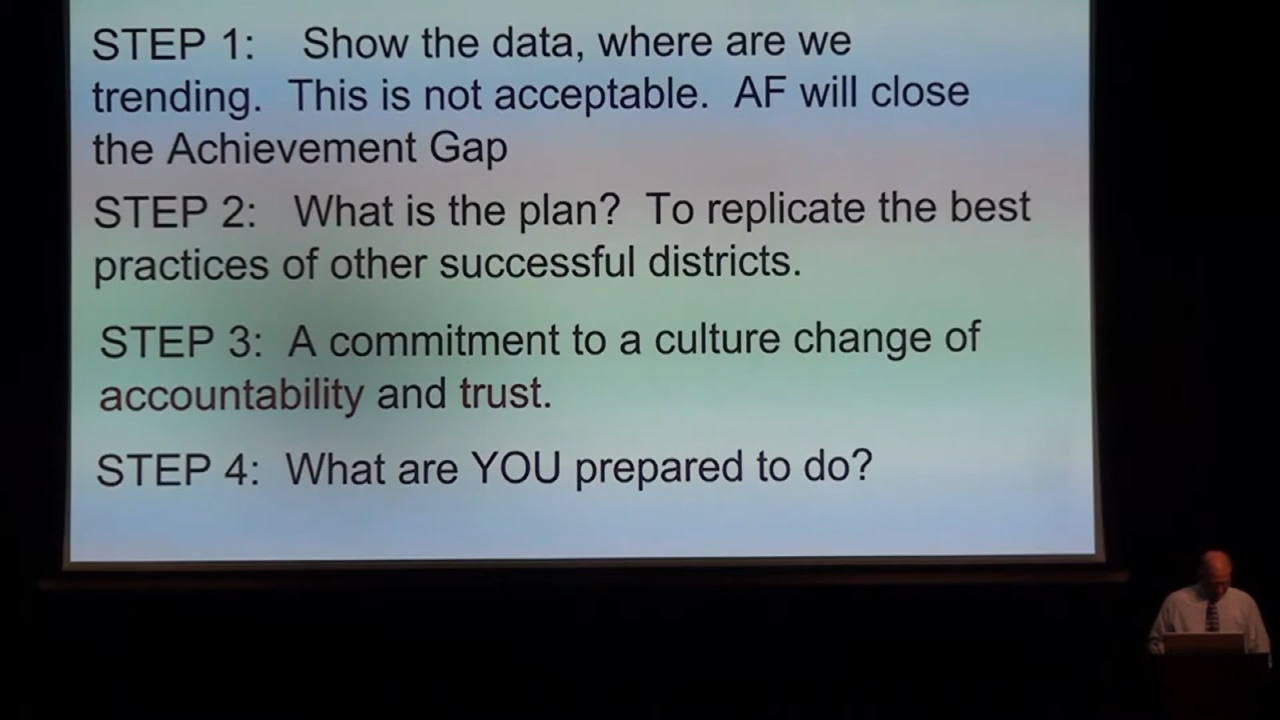 STEP 1: Show the data, where are we
trending. This is not acceptable. AF will close
the Achievement Gap
STEP 2: What is the plan? To replicate the best
practices of other successful districts.
STEP 3: A commitment to a culture change of
accountability and trust.
STEP 4: What are YOU prepared to do?